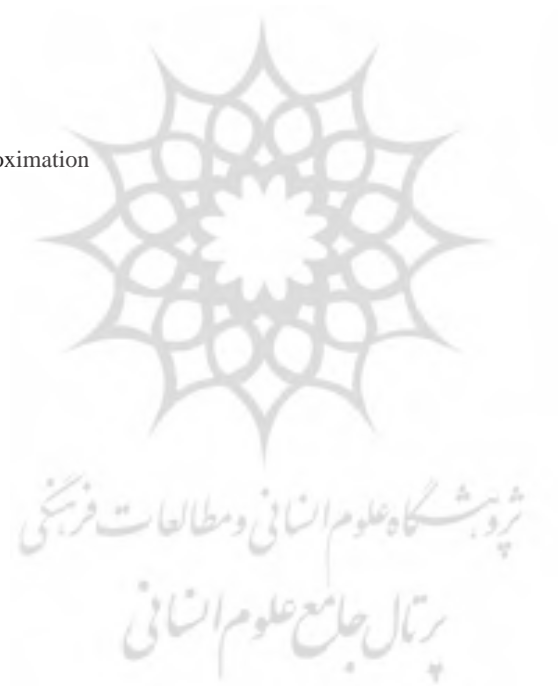 oximation
پژوهشگاه علوم انسانی و مطالعات فرهنگی
پرتال جامع علوم انسانی